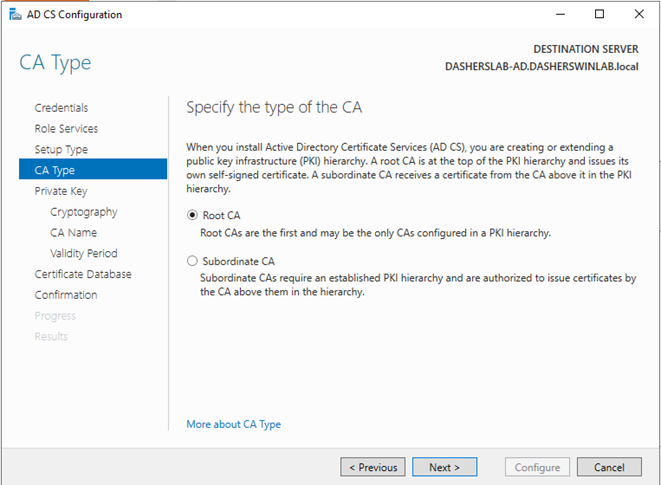 AD CS Configuration
CA Type
DESTINATION SERVER
DASHERSLAB-AD.DASHERSWINLAB.local
Credentials
Role Services
Setup Type
CA Type
Private Key
Cryptography
CA Name
Validity Period
Certificate Database
Confirmation
Progress
Results
Specify the type of the CA
When you install Active Directory Certificate Services (AD CS), you are creating or extending a
public key infrastructure (PKI) hierarchy. A root CA is at the top of the PKI hierarchy and issues its
own self-signed certificate. A subordinate CA receives a certificate from the CA above it in the PKI
hierarchy.
Root CA
Root CAs are the first and may be the only CAs configured in a PKI hierarchy.
Subordinate CA
Subordinate CAs require an established PKI hierarchy and are authorized to issue certificates by
the CA above them in the hierarchy.
More about CA Type
< Previous
Next >
Configure
Cancel